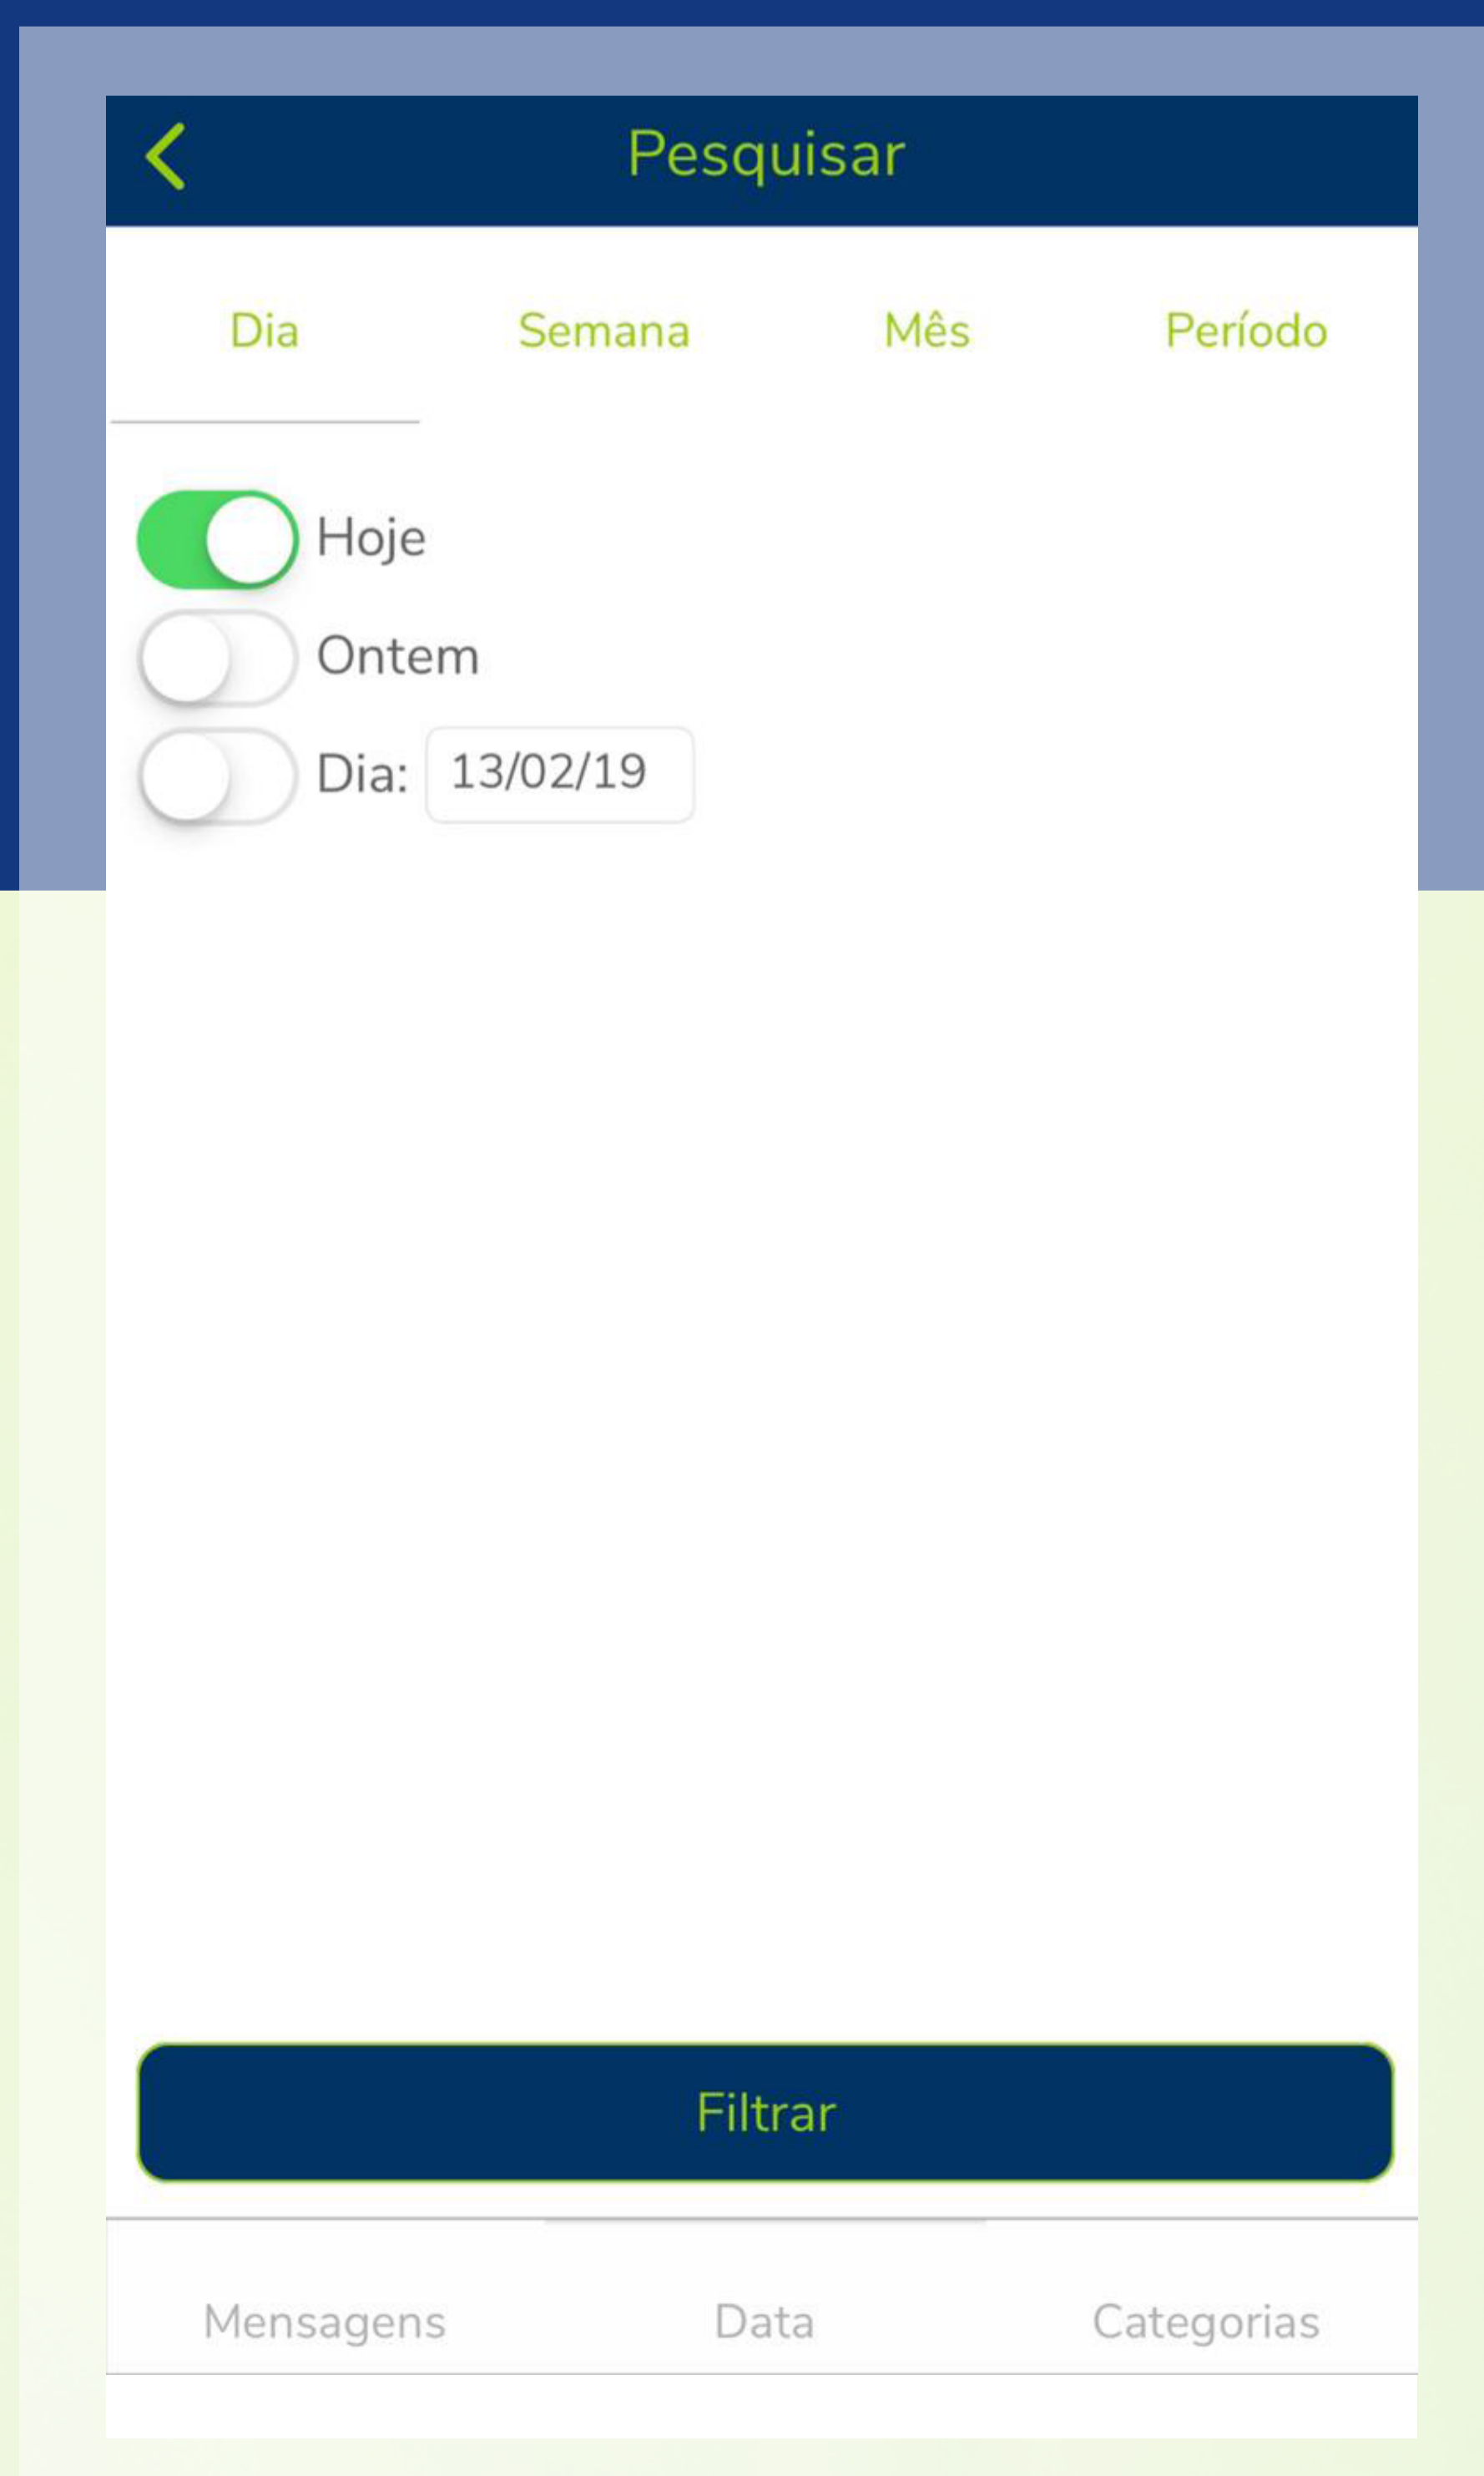 Pesquisar
Dia Semana Mês Período
Hoje
Ontem
Dia: 13/02/19
Filtrar
Mensagens Data Categorias